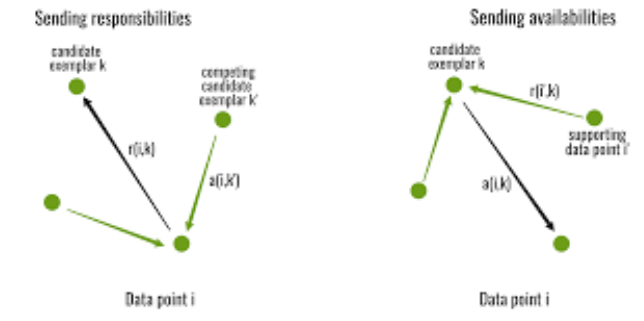 Sending responsibilities
candidate
exemplar k
competing
candidate
exemplar k'
r(i,k)
a(i,k')
Data point i
Sending availabilities
candidate
exemplar k
r(i',k)
supporting
data point i'
a(i,k)
Data point i